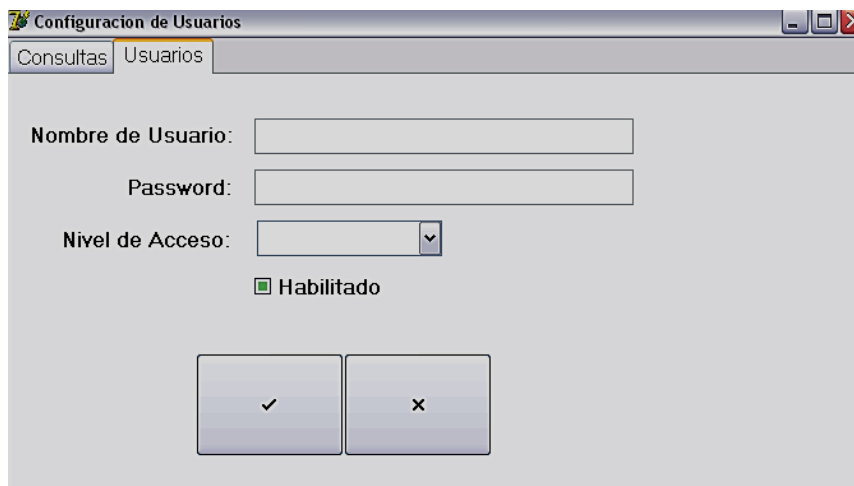 Configuracion de Usuarios
Consultas Usuarios
Nombre de Usuario:
Password:
Nivel de Acceso:
Habilitado